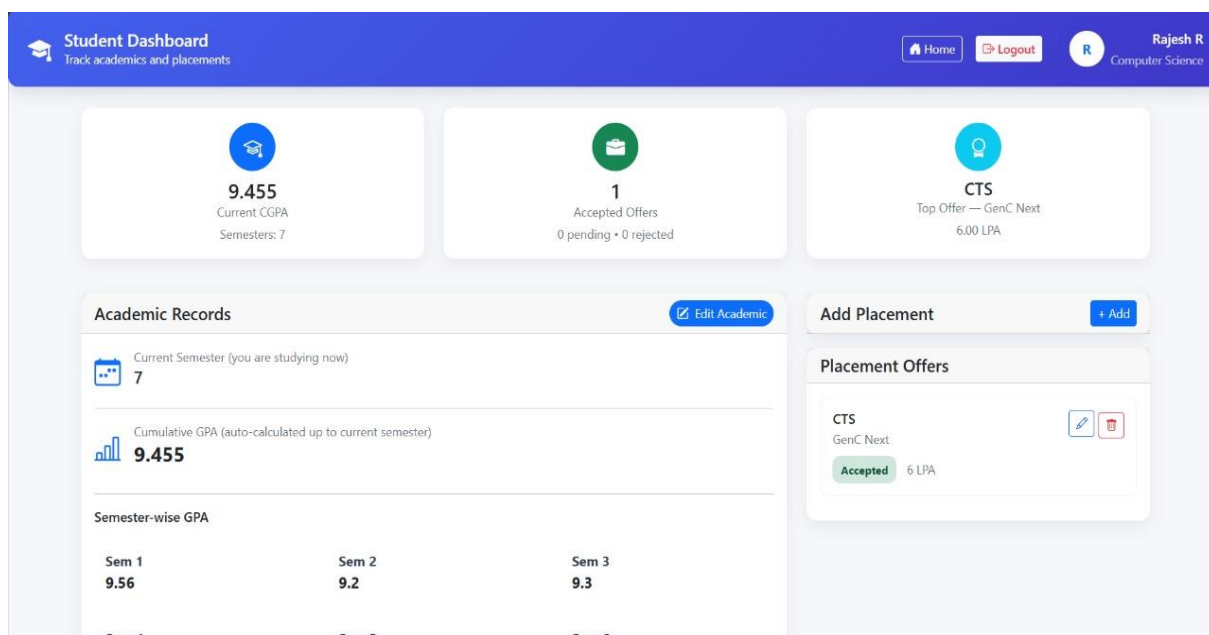 Student Dashboard
Track academics and placements
Home
Logout
R
Rajesh R
Computer Science
9.455
Current CGPA
Semesters: 7
1
Accepted Offers
0 pending • 0 rejected
CTS
Top Offer — GenC Next
6.00 LPA
Academic Records
Edit Academic
Current Semester (you are studying now)
7
Cumulative GPA (auto-calculated up to current semester)
9.455
Semester-wise GPA
Sem 1 Sem 2 Sem 3
9.56 9.2 9.3
Add Placement
+ Add
Placement Offers
CTS
GenC Next
Accepted 6 LPA